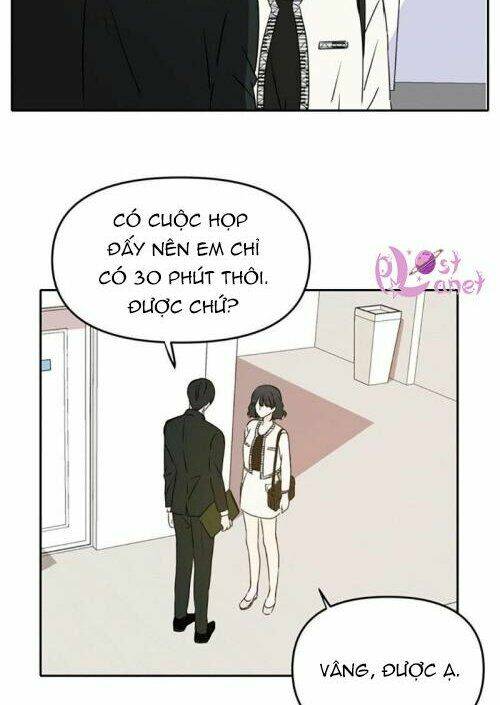 CÓ CUỘC HỌP
ĐẤY NÊN EM CHỈ
CÓ 30 PHÚT THÔI.
ĐƯỢC CHỨ?
Lost
Planet
VÂNG, ĐƯỢC Ạ.